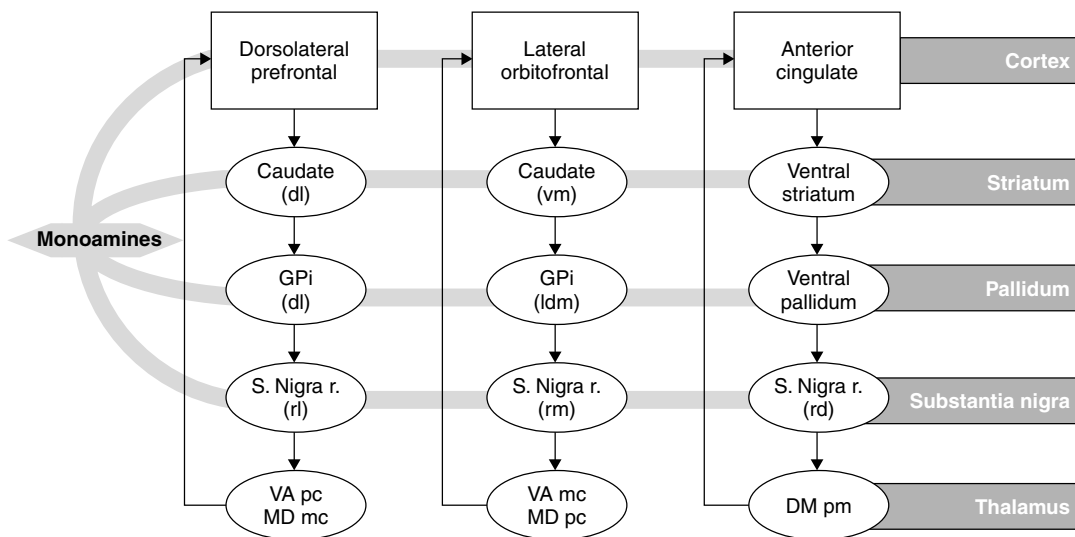 Dorsolateral
prefrontal
Lateral
orbitofrontal
Anterior
cingulate
Cortex
Caudate
(dl)
Caudate
(vm)
Ventral
striatum
Striatum
Monoamines
GPi
(dl)
GPi
(ldm)
Ventral
pallidum
Pallidum
S. Nigra r.
(rl)
S. Nigra r.
(rm)
S. Nigra r.
(rd)
Substantia nigra
VA pc
MD mc
VA mc
MD pc
DM pm
Thalamus